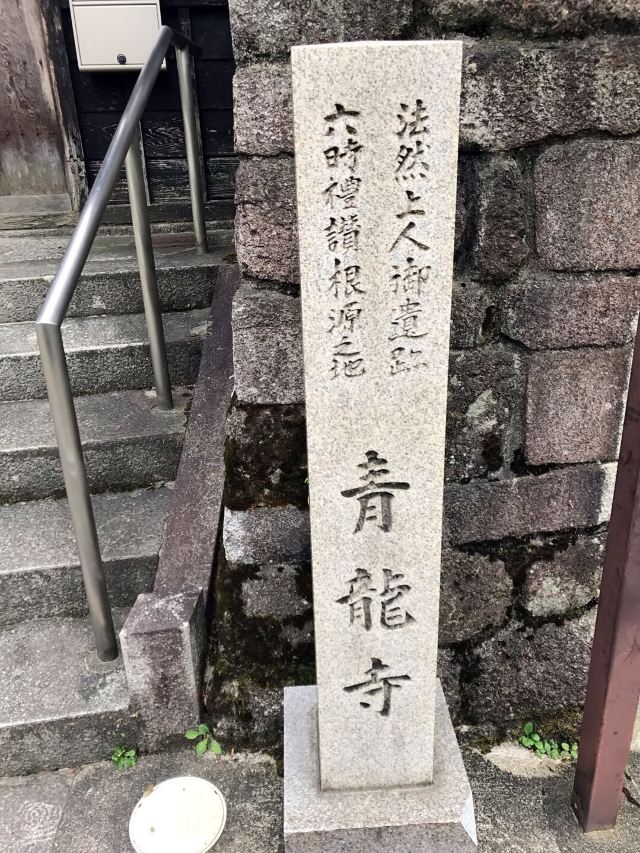 法然上人御遺跡
六時禮讃根源之地
青龍寺